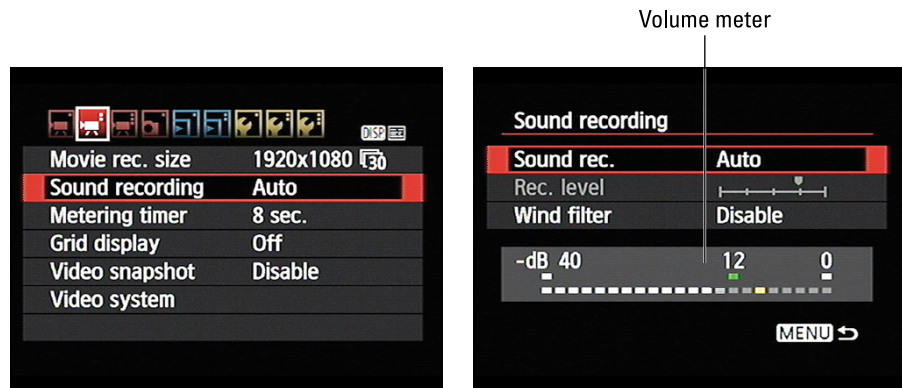 Volume meter
DISP
Movie rec. size 1920x1080 30
Sound recording Auto
Metering timer 8 sec.
Grid display Off
Video snapshot Disable
Video system
Sound recording
Sound rec. Auto
Rec. level
Wind filter Disable
-dB 40 12 0
MENU